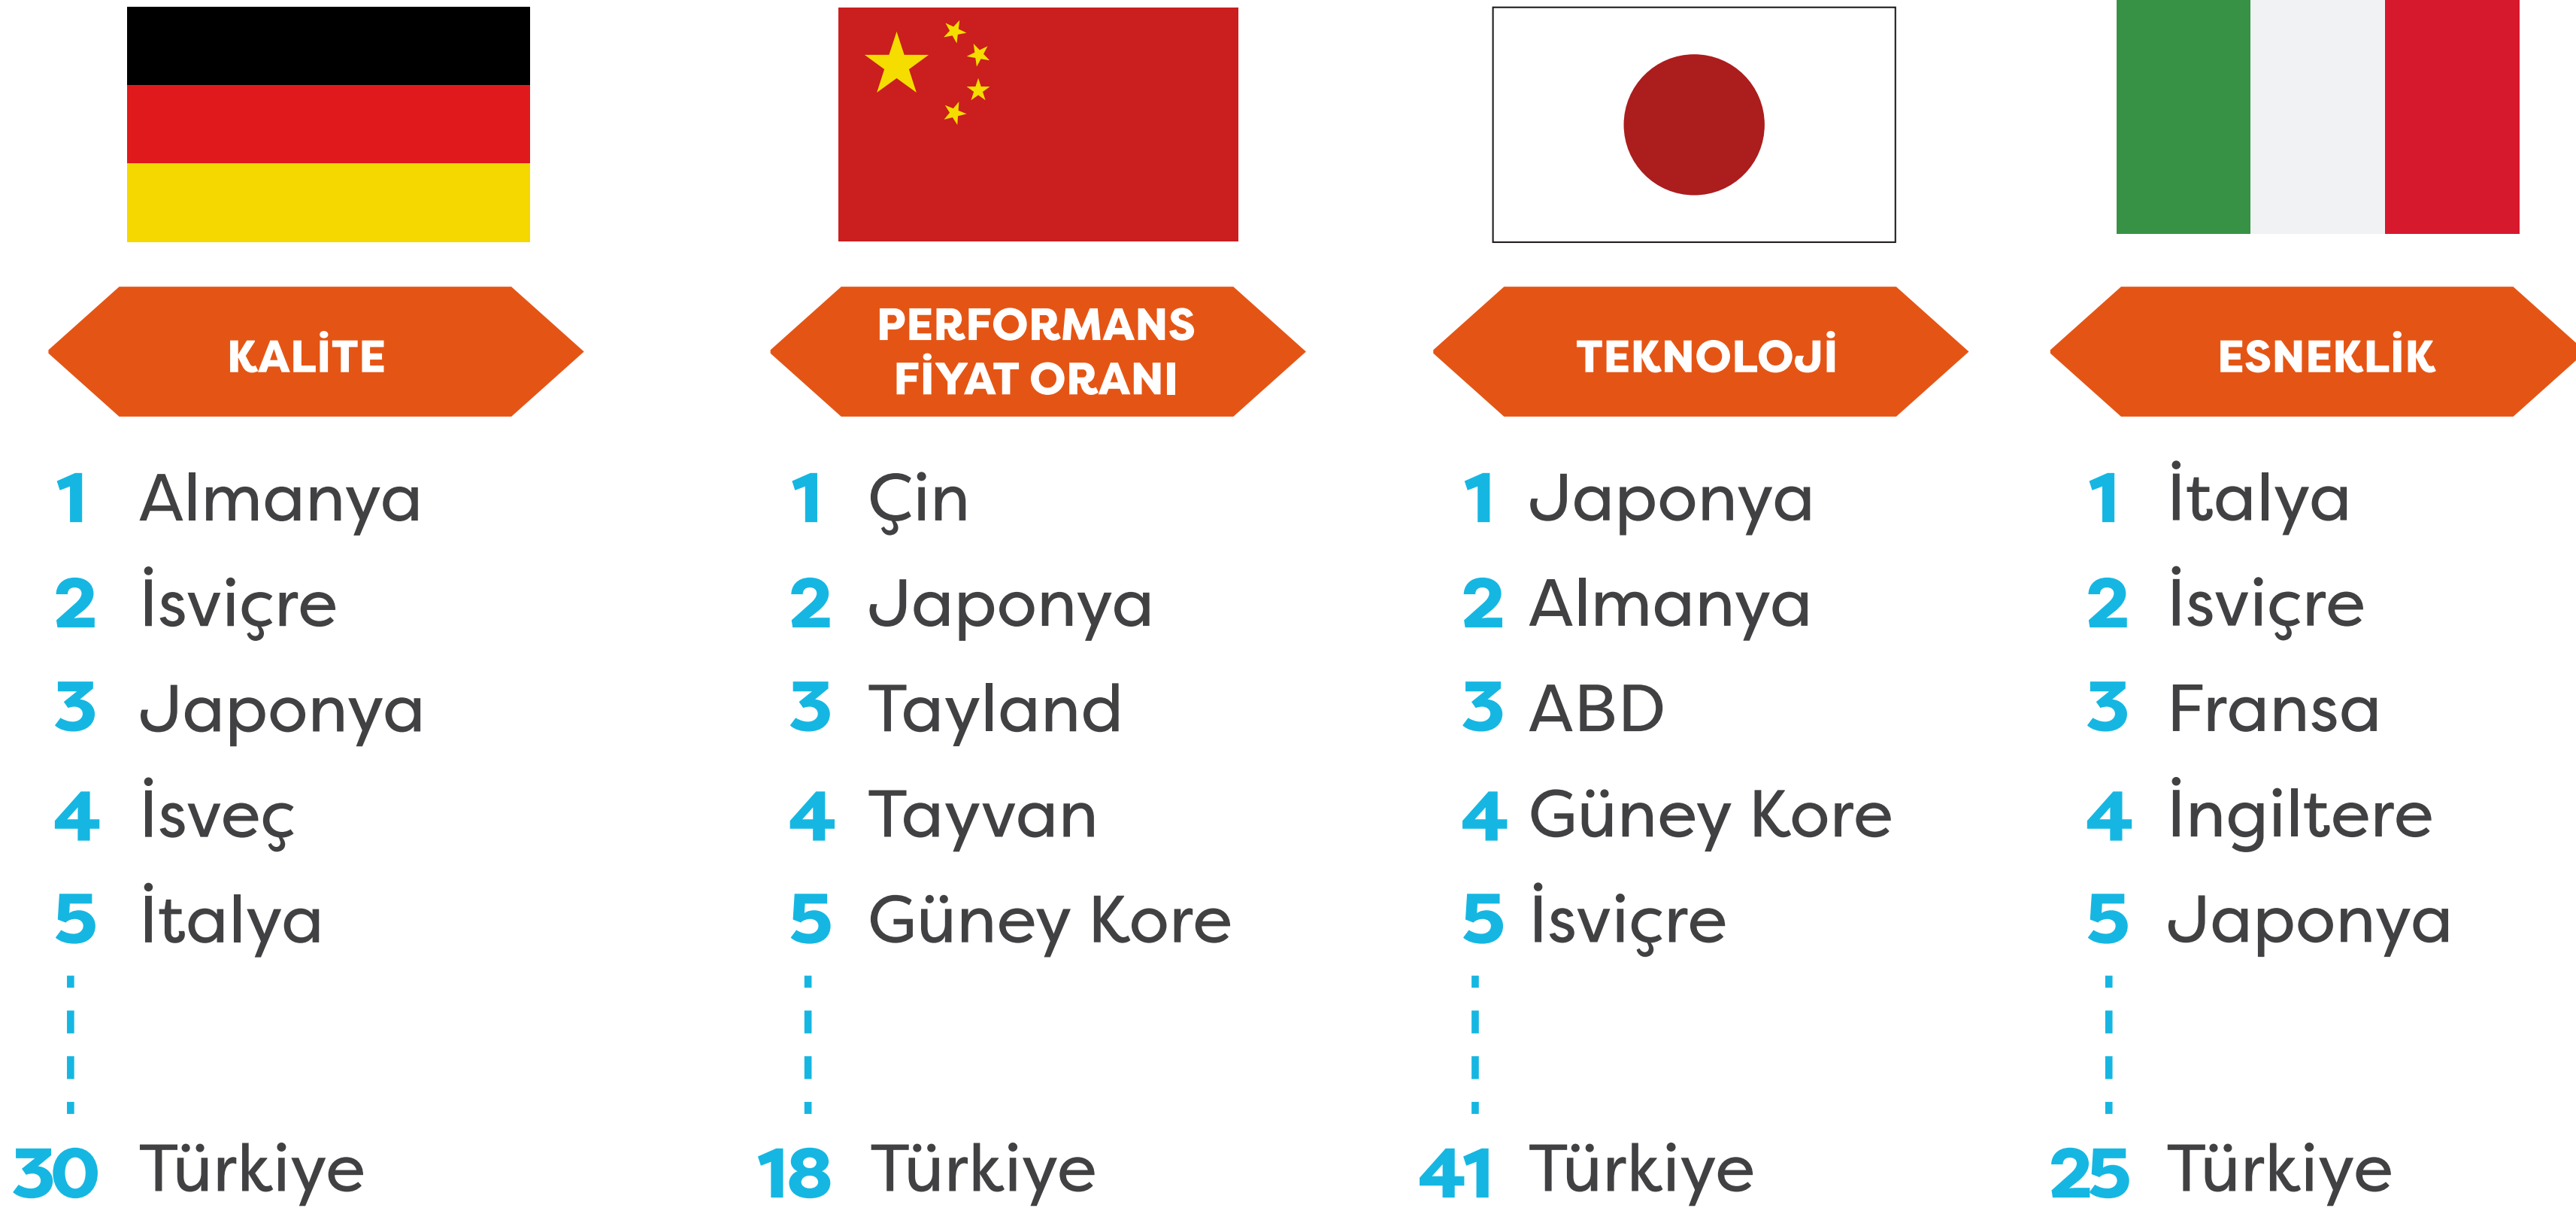 KALİTE
1 Almanya
2 İsviçre
3 Japonya
4 İsveç
5 İtalya
30 Türkiye
PERFORMANS
FİYAT ORANI
1 Çin
2 Japonya
3 Tayland
4 Tayvan
5 Güney Kore
18 Türkiye
TEKNOLOJİ
1 Japonya
2 Almanya
3 ABD
4 Güney Kore
5 İsviçre
41 Türkiye
ESNEKLİK
1 İtalya
2 İsviçre
3 Fransa
4 İngiltere
5 Japonya
25 Türkiye